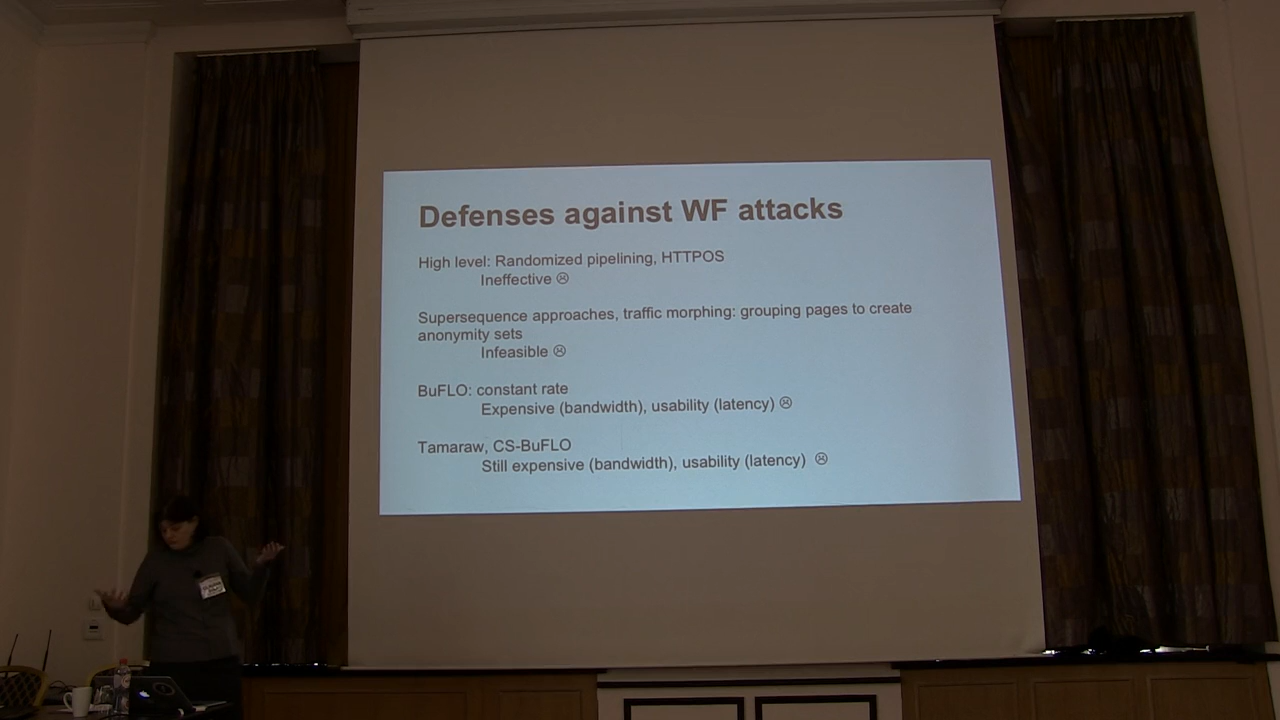 Defenses against WF attacks
High level: Randomized pipelining, HTTPOS
Ineffective ☹
Supersequence approaches, traffic morphing: grouping pages to create
anonymity sets
Infeasible ☹
BuFLO: constant rate
Expensive (bandwidth), usability (latency) ☹
Tamaraw, CS-BuFLO
Still expensive (bandwidth), usability (latency) ☹